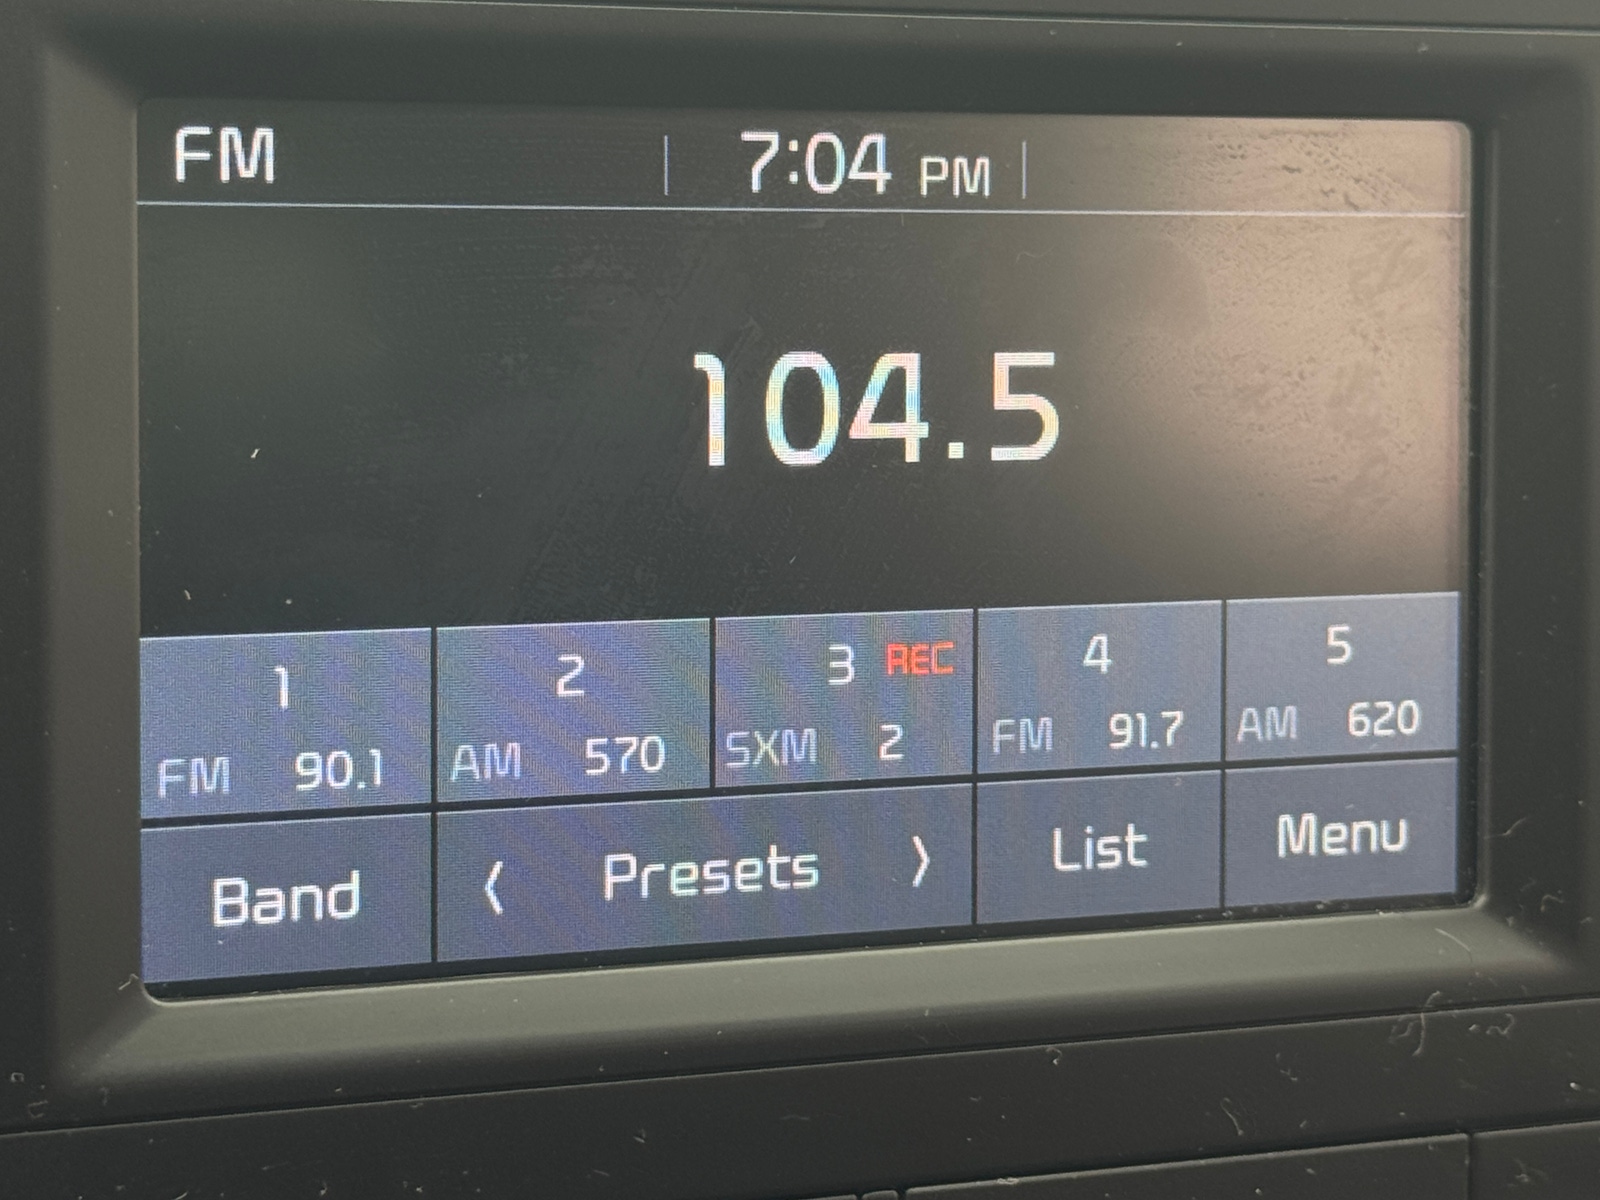 FM 7:04 PM
104.5
1 2 3 REC 4 5
FM 90.1 AM 570 SXM 2 FM 91.7 AM 620
Band 〈 Presets 〉 List Menu